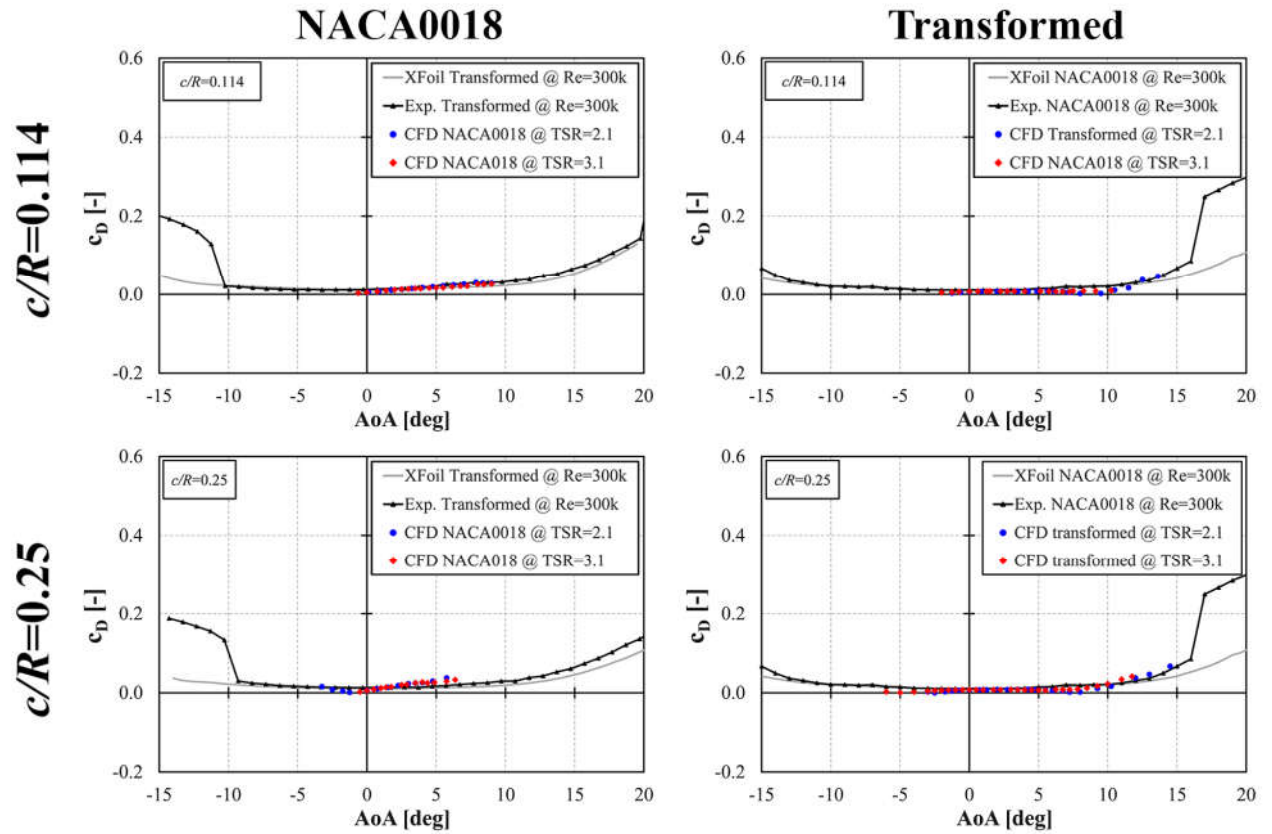 NACA0018
Transformed
c/R=0.114
0.6
0.4
0.2
0.0
-0.2
c_D [-]
c/R=0.114
XFoil Transformed @ Re=300k
Exp. Transformed @ Re=300k
CFD NACA0018 @ TSR=2.1
CFD NACA018 @ TSR=3.1
-15 -10 -5 0 5 10 15 20
AoA [deg]
0.6
0.4
0.2
0.0
-0.2
c_D [-]
c/R=0.114
XFoil NACA0018 @ Re=300k
Exp. NACA0018 @ Re=300k
CFD Transformed @ TSR=2.1
CFD NACA018 @ TSR=3.1
-15 -10 -5 0 5 10 15 20
AoA [deg]
c/R=0.25
0.6
0.4
0.2
0.0
-0.2
c_D [-]
c/R=0.25
XFoil Transformed @ Re=300k
Exp. Transformed @ Re=300k
CFD NACA0018 @ TSR=2.1
CFD NACA018 @ TSR=3.1
-15 -10 -5 0 5 10 15 20
AoA [deg]
0.6
0.4
0.2
0.0
-0.2
c_D [-]
c/R=0.25
XFoil NACA0018 @ Re=300k
Exp. NACA0018 @ Re=300k
CFD transformed @ TSR=2.1
CFD transformed @ TSR=3.1
-15 -10 -5 0 5 10 15 20
AoA [deg]